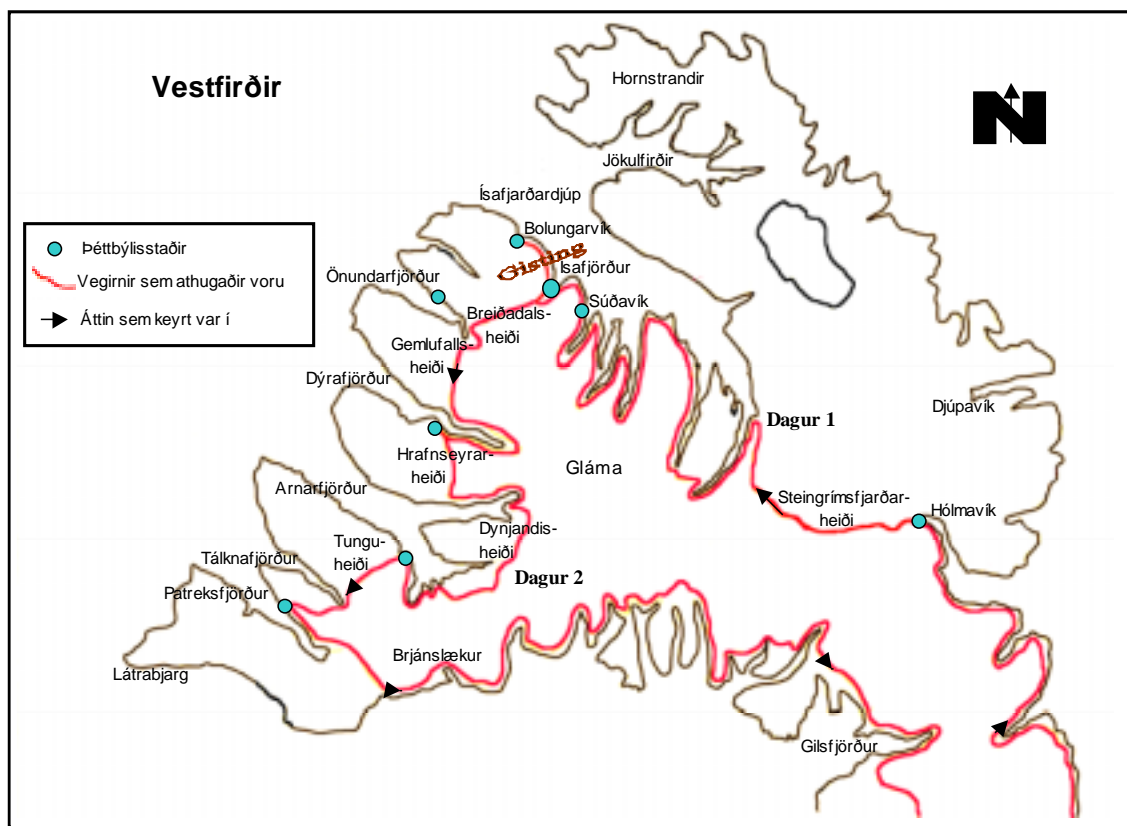 Vestfirðir
N
Hornstrandir
Jökulfirðir
Ísafjarðardjúp
Bolungarvík
Gisting
Isafjörður
Súðavík
Þéttbýlisstaðir
Vegirnir sem athugaðir voru
Áttin sem keyrt var í
Önundarfjörður
Breiðadals-
heiði
Gemlufalls-
heiði
Dýrafjörður
Djúpavík
Dagur 1
Hrafnseyrar-
heiði
Gláma
Arnarfjörður
Steingrímsfjarðar-
heiði
Hólmavík
Dynjandis-
heiði
Tungu-
heiði
Tálknafjörður
Dagur 2
Patreksfjörður
Brjánslækur
Látrabjarg
Gilsfjörður